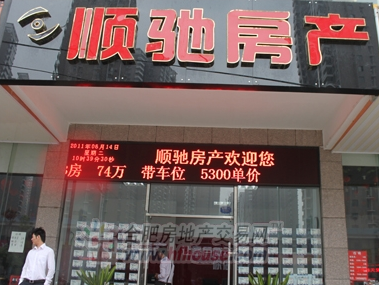 顺驰房产
2011年06月14日
星期二
10时39分30秒
顺驰房产欢迎您
房 74万 带车位 5300单价
合肥房地产交易网